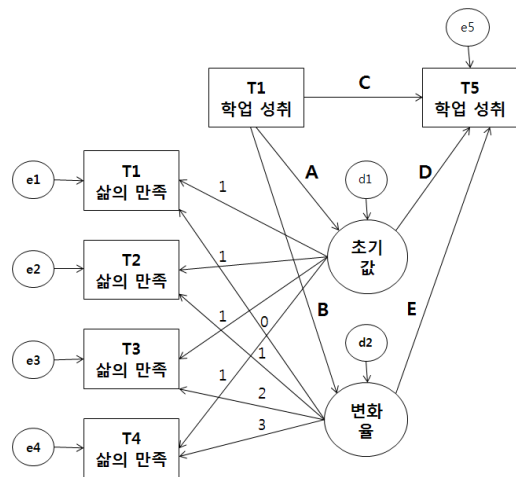 e5
T1
학업 성취
C
T5
학업 성취
A
D
d1
e1
T1
삶의 만족
1
초기
값
e2
T2
삶의 만족
1
B
E
e3
T3
삶의 만족
1
0
1
d2
1
2
변화
율
e4
T4
삶의 만족
3